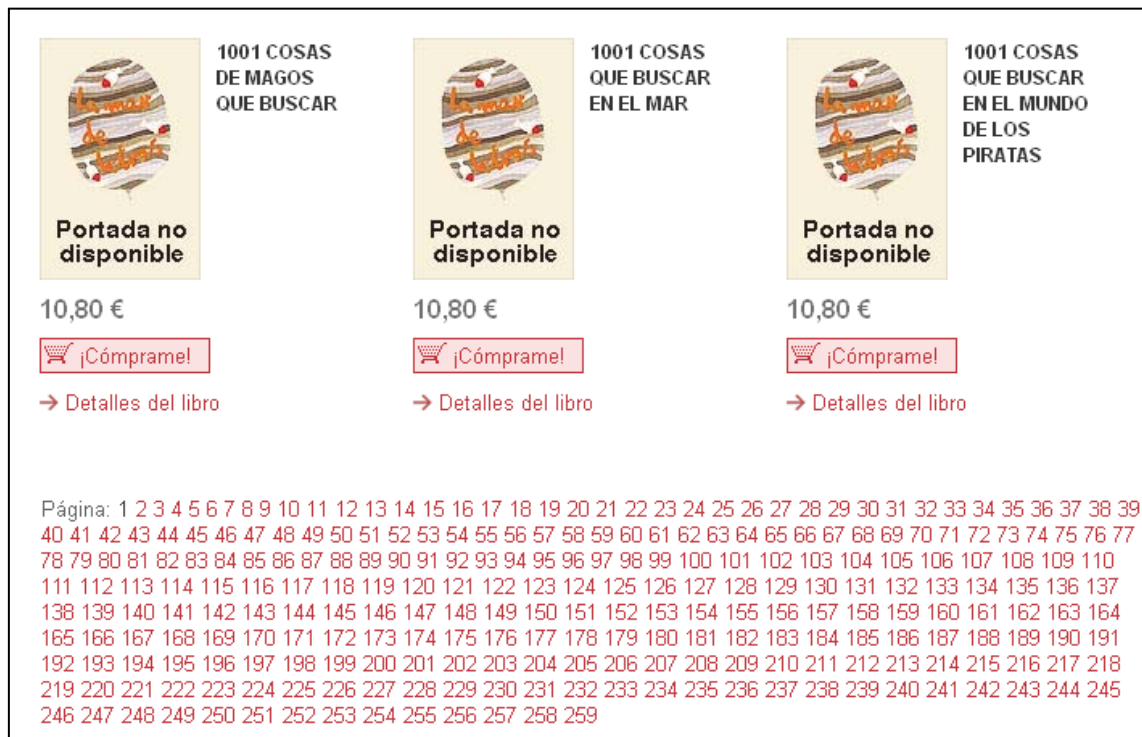 1001 COSAS
DE MAGOS
QUE BUSCAR
la mar
de
libros
Portada no
disponible
10,80 €
¡Cómprame!
→ Detalles del libro
1001 COSAS
QUE BUSCAR
EN EL MAR
la mar
de
libros
Portada no
disponible
10,80 €
¡Cómprame!
→ Detalles del libro
1001 COSAS
QUE BUSCAR
EN EL MUNDO
DE LOS
PIRATAS
la mar
de
libros
Portada no
disponible
10,80 €
¡Cómprame!
→ Detalles del libro
Página: 1 2 3 4 5 6 7 8 9 10 11 12 13 14 15 16 17 18 19 20 21 22 23 24 25 26 27 28 29 30 31 32 33 34 35 36 37 38 39
40 41 42 43 44 45 46 47 48 49 50 51 52 53 54 55 56 57 58 59 60 61 62 63 64 65 66 67 68 69 70 71 72 73 74 75 76 77
78 79 80 81 82 83 84 85 86 87 88 89 90 91 92 93 94 95 96 97 98 99 100 101 102 103 104 105 106 107 108 109 110
111 112 113 114 115 116 117 118 119 120 121 122 123 124 125 126 127 128 129 130 131 132 133 134 135 136 137
138 139 140 141 142 143 144 145 146 147 148 149 150 151 152 153 154 155 156 157 158 159 160 161 162 163 164
165 166 167 168 169 170 171 172 173 174 175 176 177 178 179 180 181 182 183 184 185 186 187 188 189 190 191
192 193 194 195 196 197 198 199 200 201 202 203 204 205 206 207 208 209 210 211 212 213 214 215 216 217 218
219 220 221 222 223 224 225 226 227 228 229 230 231 232 233 234 235 236 237 238 239 240 241 242 243 244 245
246 247 248 249 250 251 252 253 254 255 256 257 258 259